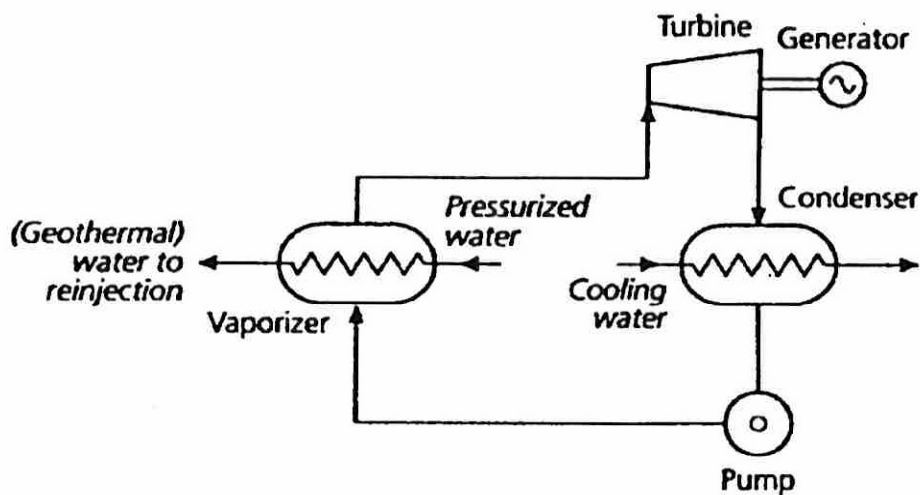 Turbine
Generator
Condenser
Pressurized
water
(Geothermal)
water to
reinjection
Vaporizer
Cooling
water
Pump